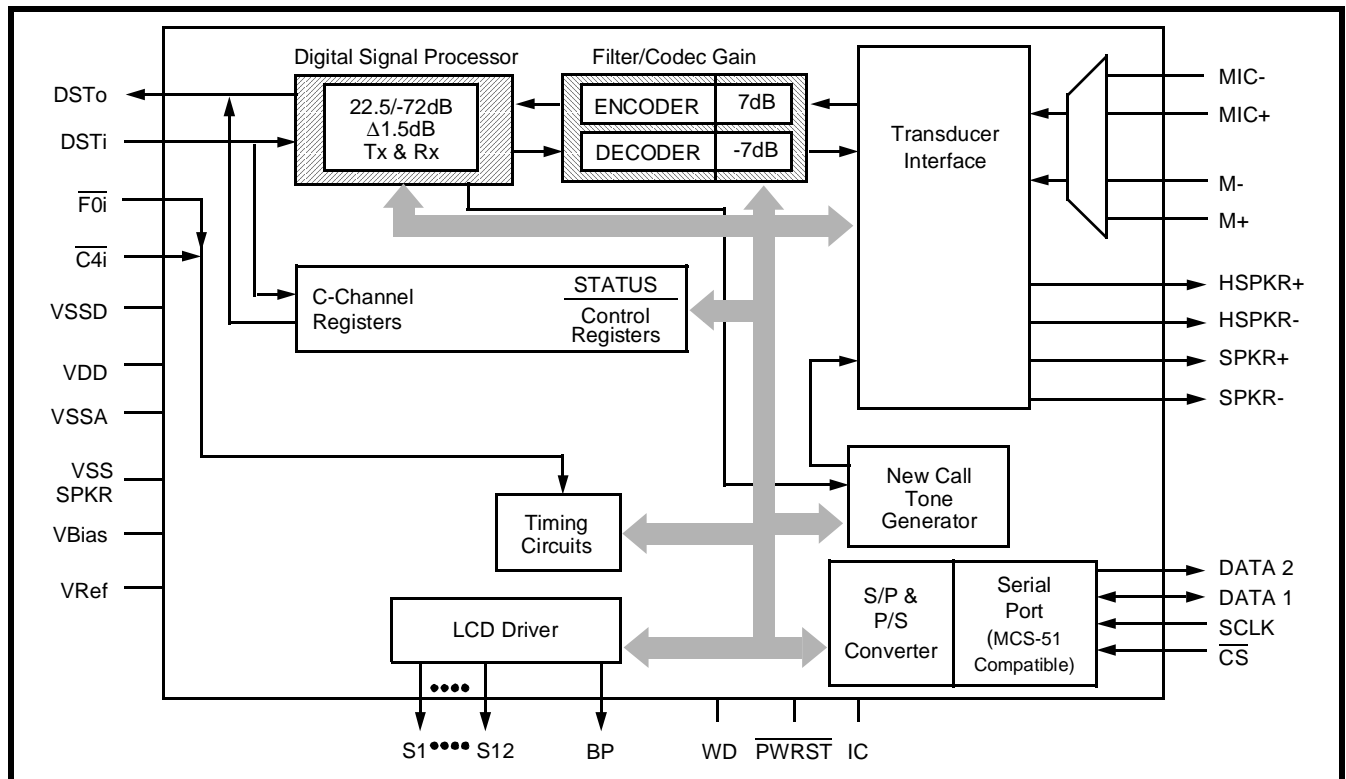 Digital Signal Processor
Filter/Codec Gain
DSTo
DSTi
F0i
C4i
VSSD
VDD
VSSA
VSS
SPKR
VBias
VRef
22.5/-72dB
Δ1.5dB
Tx & Rx
ENCODER
7dB
DECODER
-7dB
Transducer
Interface
MIC-
MIC+
M-
M+
HSPKR+
HSPKR-
SPKR+
SPKR-
C-Channel
Registers
STATUS
Control
Registers
Timing
Circuits
New Call
Tone
Generator
LCD Driver
S/P &
P/S
Converter
Serial
Port
(MCS-51
Compatible)
DATA 2
DATA 1
SCLK
CS
S1
S12
BP
WD
PWRST
IC